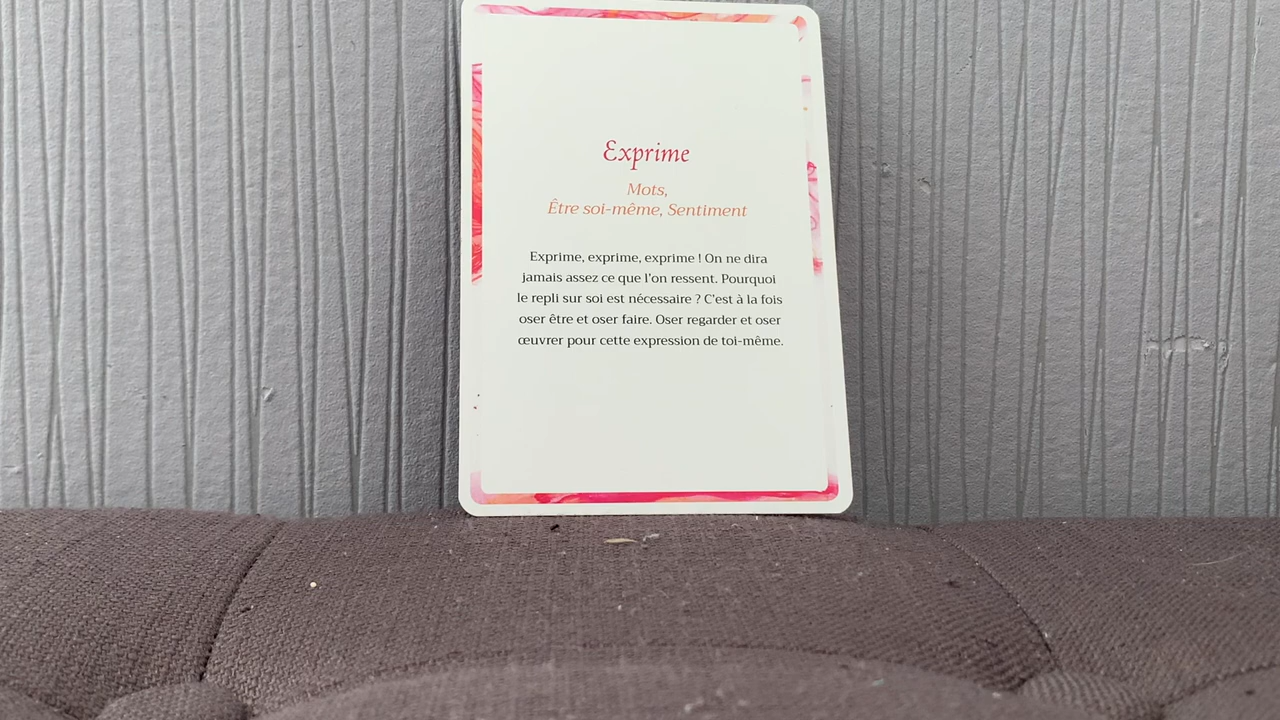 Exprime
Mots,
Être soi-même, Sentiment
Exprime, exprime, exprime ! On ne dira
jamais assez ce que l'on ressent. Pourquoi
le repli sur soi est nécessaire ? C'est à la fois
oser être et oser faire. Oser regarder et oser
œuvrer pour cette expression de toi-même.